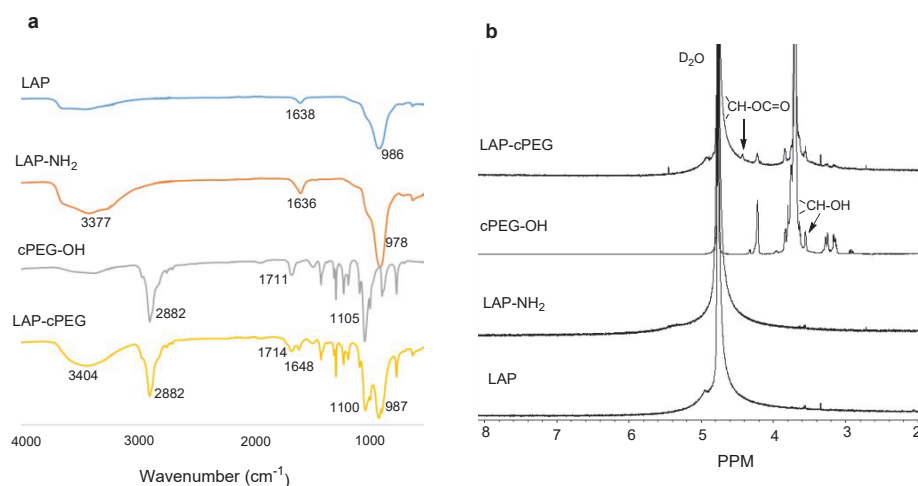 a
LAP
1638
986
LAP-NH2
3377
1636
978
cPEG-OH
1711
2882
1105
LAP-cPEG
3404
2882
1714
1648
1100
987
4000 3000 2000 1000
Wavenumber (cm-1)
b
D2O
CH-OC=O
LAP-cPEG
cPEG-OH
CH-OH
LAP-NH2
LAP
8 7 6 5 4 3 2
PPM